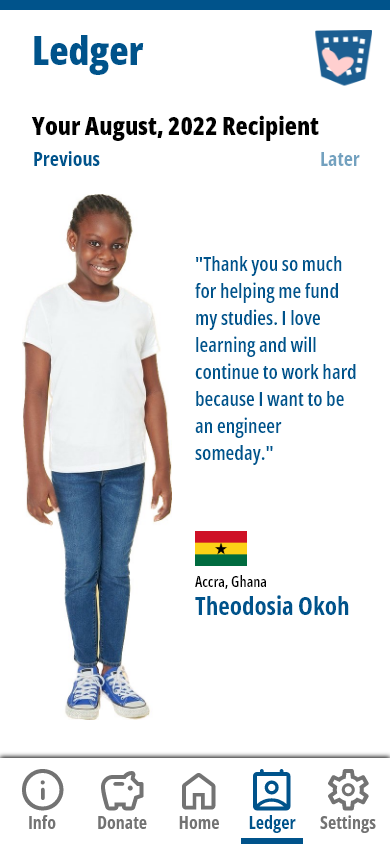 Ledger
Your August, 2022 Recipient
Previous
Later
"Thank you so much
for helping me fund
my studies. I love
learning and will
continue to work hard
because I want to be
an engineer
someday."
Accra, Ghana
Theodosia Okoh
Info
Donate
Home
Ledger
Settings